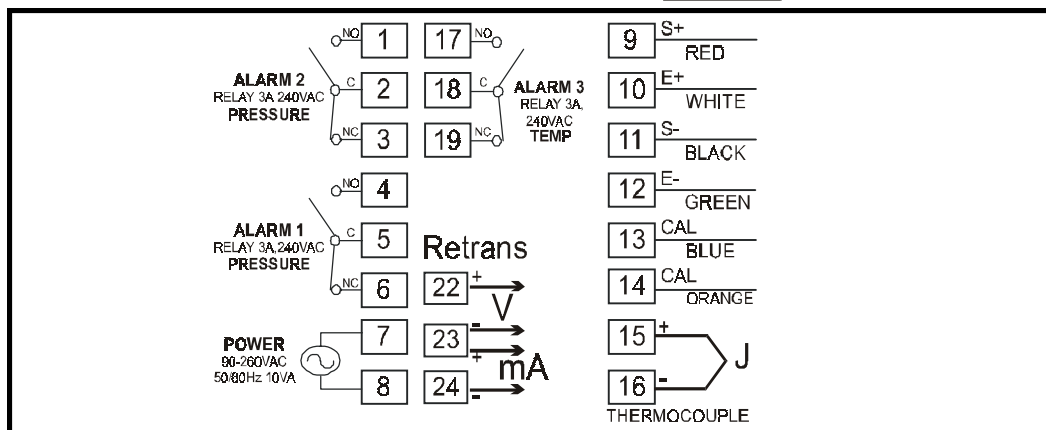 NO 1 17 NO
ALARM 2
RELAY 3A 240VAC
PRESSURE
C 2 18 C
ALARM 3
RELAY 3A,
240VAC
TEMP
NC 3 19 NC
NO 4
ALARM 1
RELAY 3A,240VAC
PRESSURE
C 5
Retrans
NC 6 22 +
V
POWER
90-260VAC
50/60Hz 10VA
7 23 -
+
mA
8 24 -
9 S+
RED
10 E+
WHITE
11 S-
BLACK
12 E-
GREEN
13 CAL
BLUE
14 CAL
ORANGE
15 +
J
16 -
THERMOCOUPLE